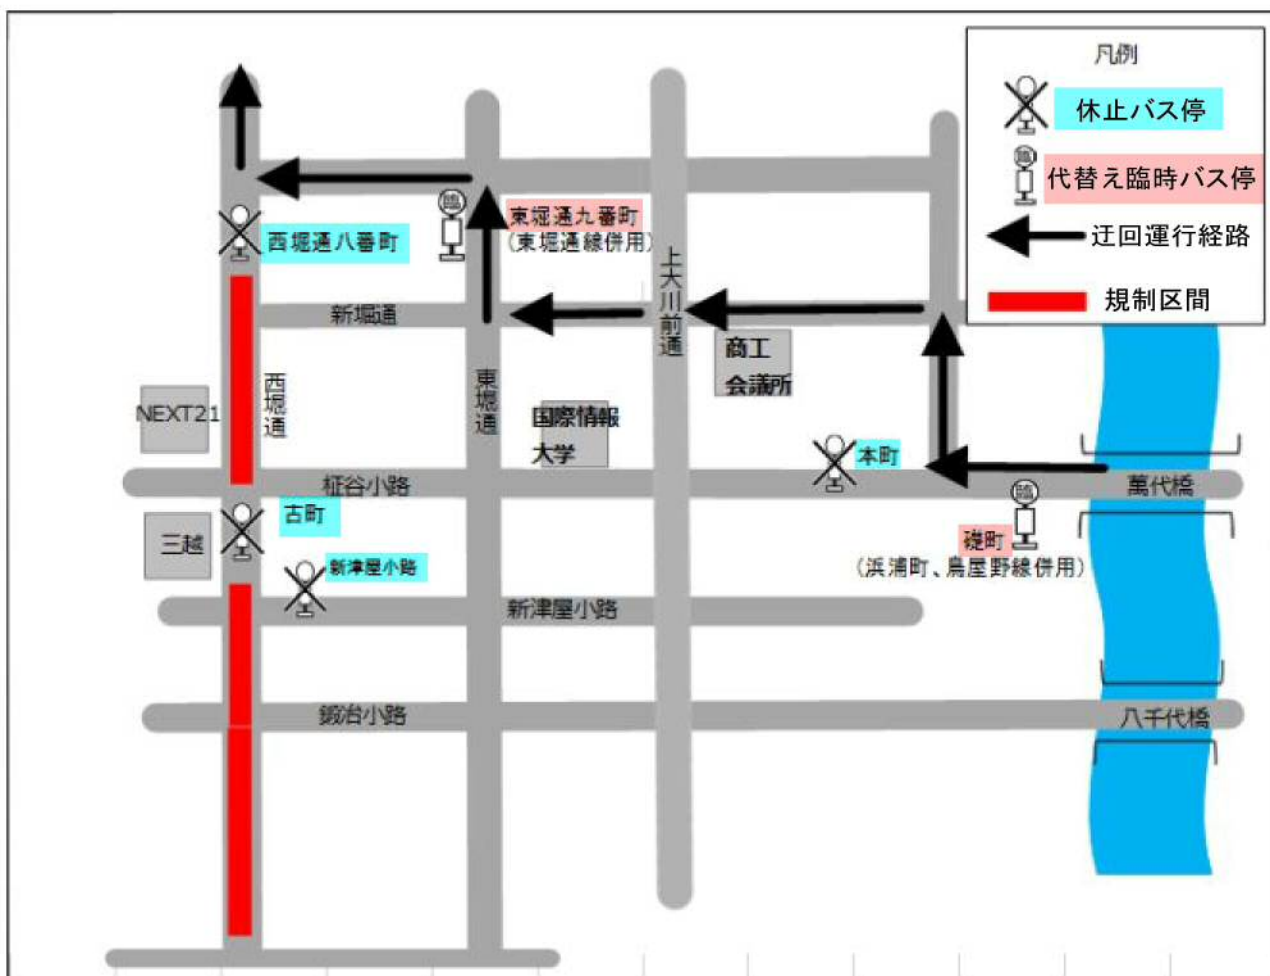 凡例
休止バス停
臨
代替え臨時バス停
迂回運行経路
規制区間
臨
東堀通九番町
(東堀通線併用)
西堀通八番町
上大川前通
新堀通
商工
会議所
西堀通
東堀通
NEXT21
国際情報
大学
本町
柾谷小路
萬代橋
臨
古町
三越
礎町
(浜浦町、鳥屋野線併用)
新津屋小路
新津屋小路
鍛冶小路
八千代橋